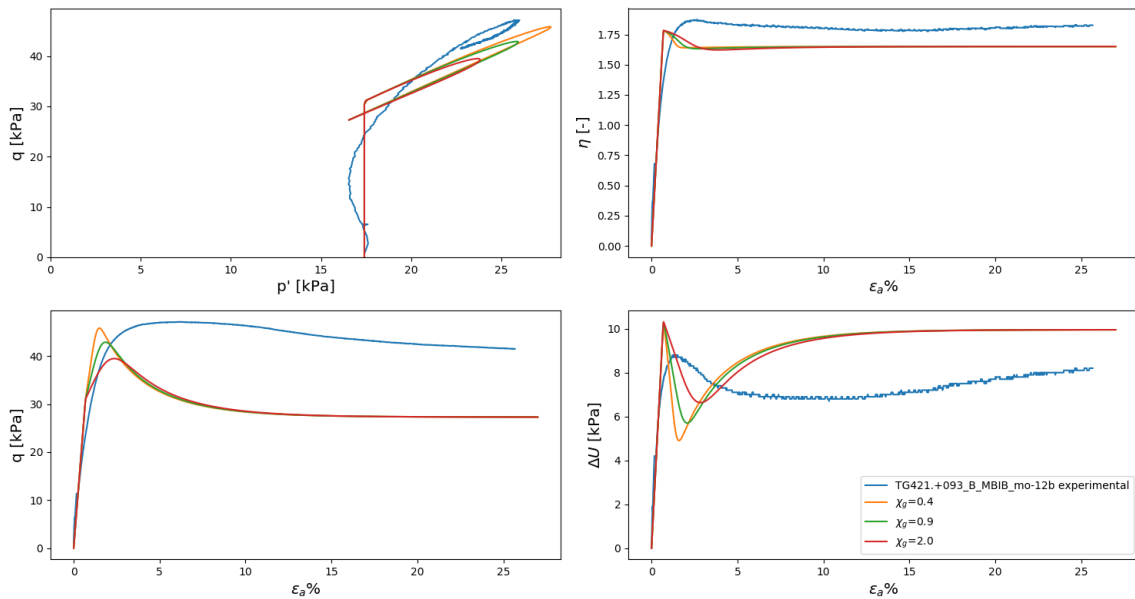 q [kPa]
40
30
20
10
0
0 5 10 15 20 25
p' [kPa]
η [-]
1.75
1.50
1.25
1.00
0.75
0.50
0.25
0.00
0 5 10 15 20 25
εa%
q [kPa]
40
30
20
10
0
0 5 10 15 20 25
εa%
ΔU [kPa]
10
8
6
4
2
0
TG421.+093_B_MBIB_mo-12b experimental
χg=0.4
χg=0.9
χg=2.0
0 5 10 15 20 25
εa%